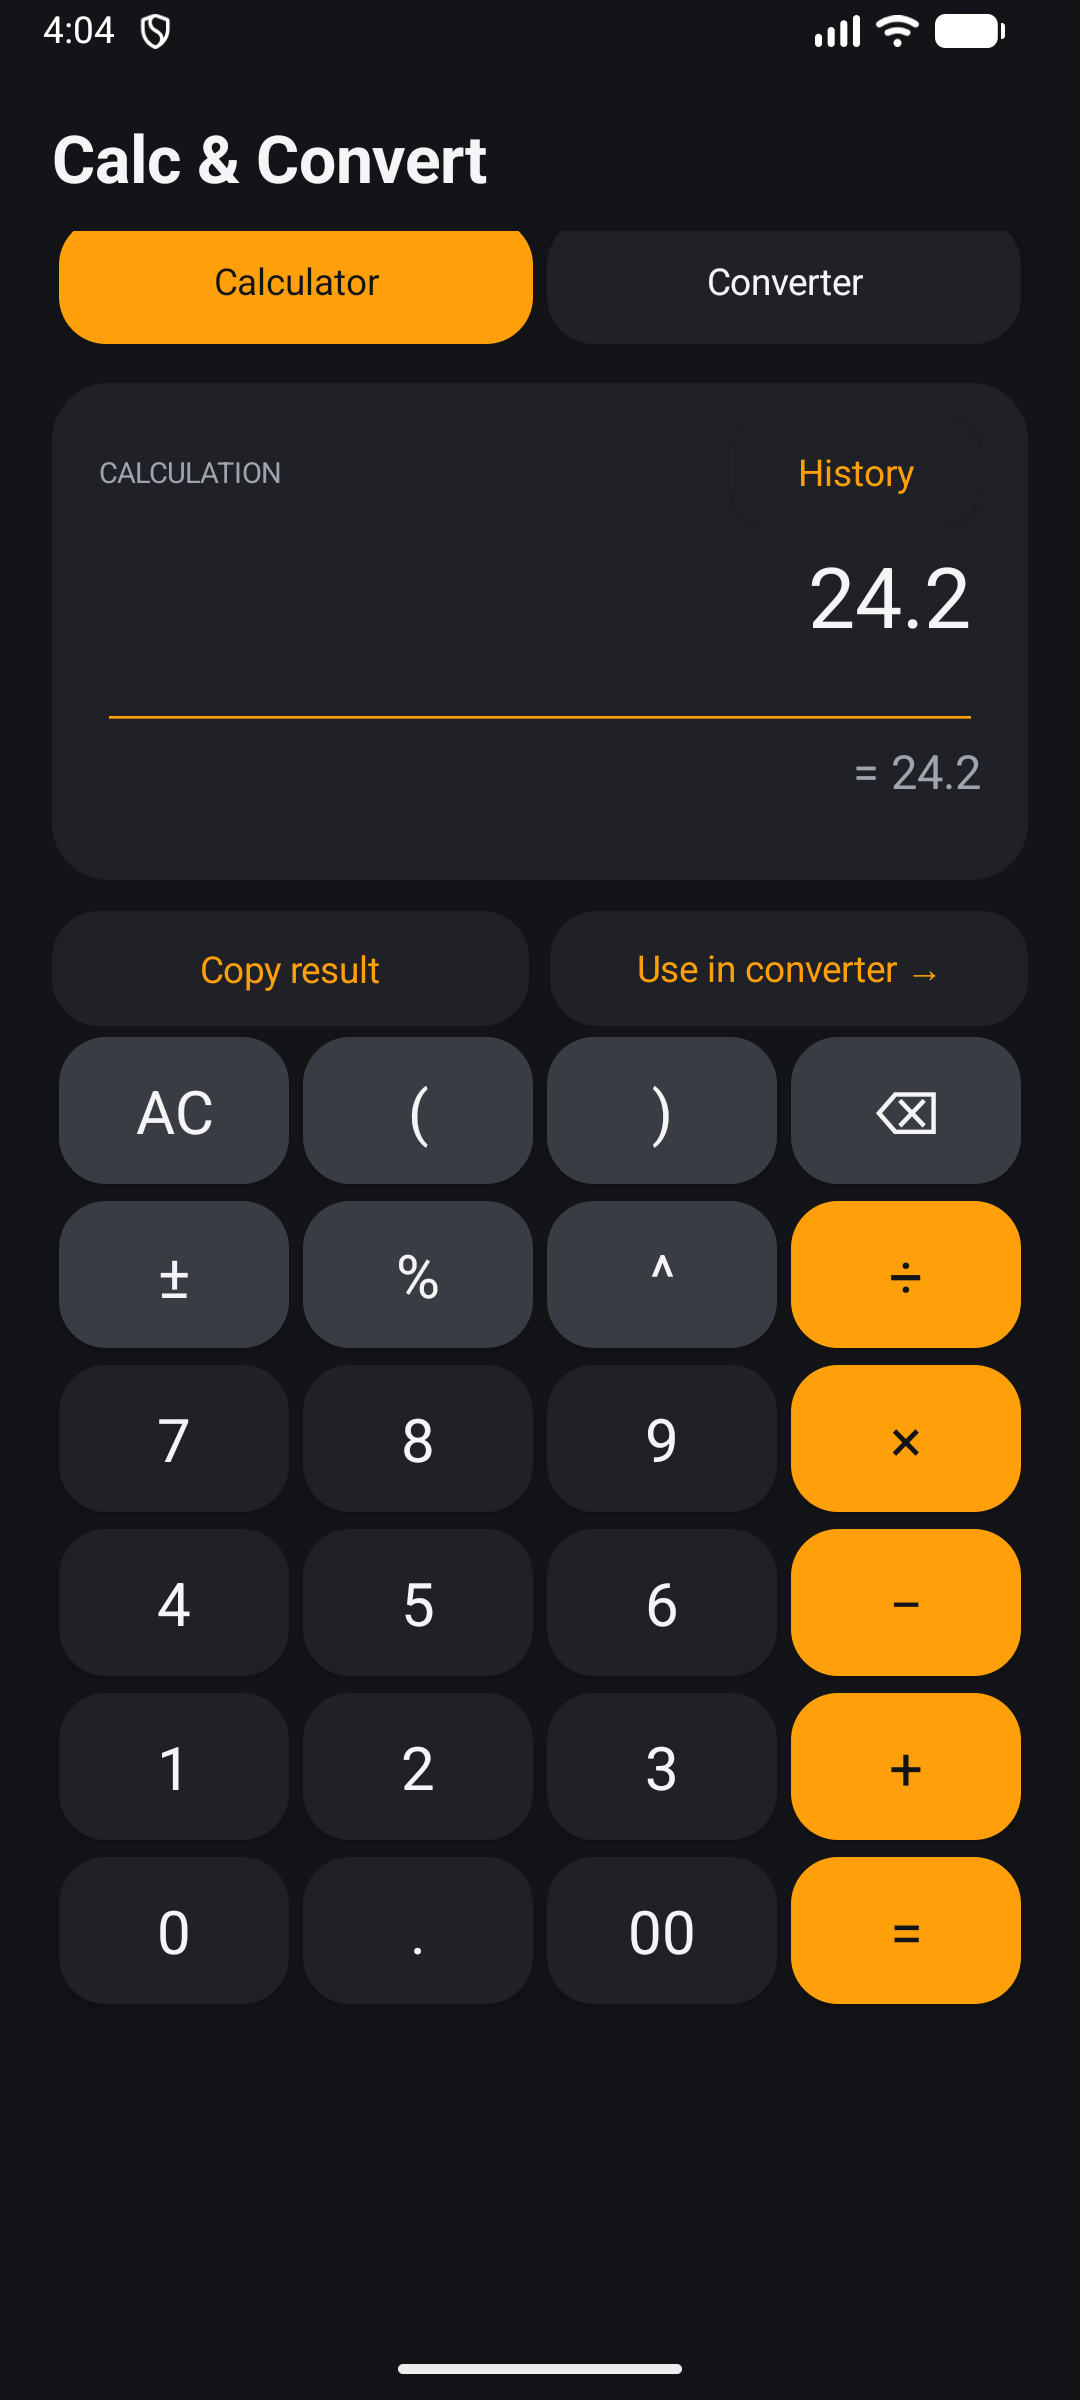 4:04
Calc & Convert
Calculator Converter
CALCULATION History
24.2
= 24.2
Copy result Use in converter →
AC ( ) ⌫
± % ^ ÷
7 8 9 ×
4 5 6 −
1 2 3 +
0 . 00 =